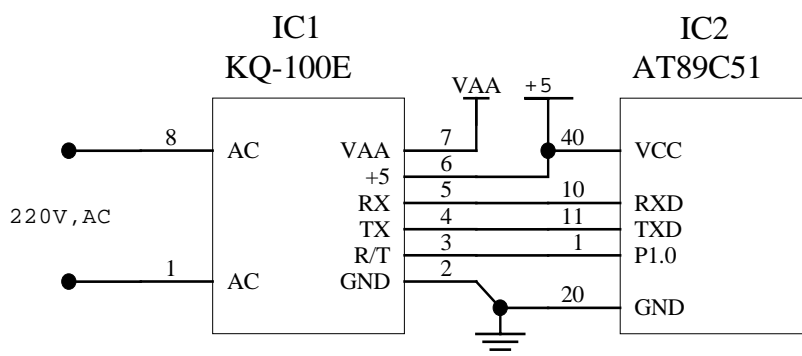 IC1
KQ-100E
IC2
AT89C51
VAA
+5
8
AC
VAA
7
40
VCC
+5
6
RX
5
10
RXD
220V,AC
TX
4
11
TXD
R/T
3
1
P1.0
1
AC
GND
2
20
GND